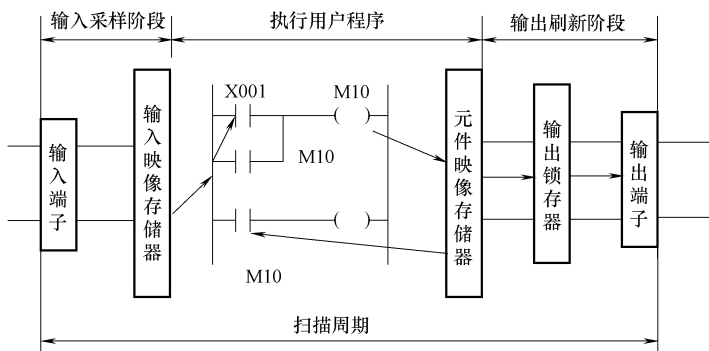 输入采样阶段
执行用户程序
输出刷新阶段
输入端子
输入映像存储器
X001
M10
M10
M10
元件映像存储器
输出锁存器
输出端子
扫描周期